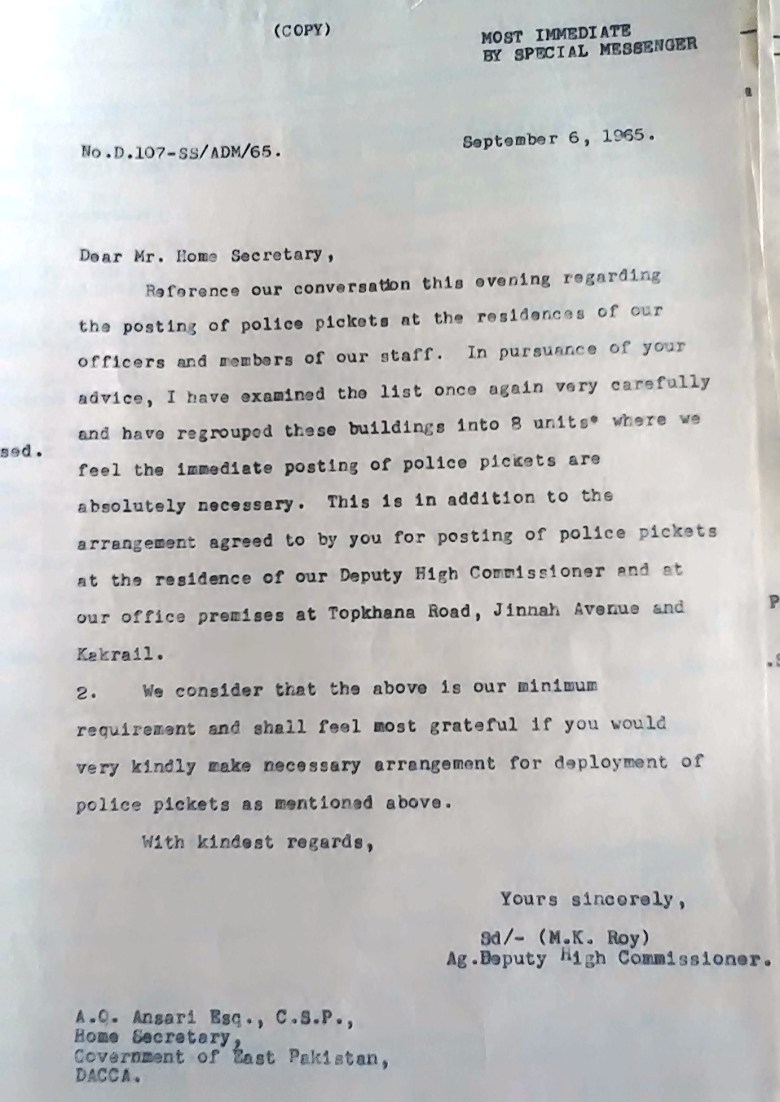 (COPY)
MOST IMMEDIATE
BY SPECIAL MESSENGER
No.D.107-SS/ADM/65.
September 6, 1965.
Dear Mr. Home Secretary,
Reference our conversation this evening regarding
the posting of police pickets at the residences of our
officers and members of our staff. In pursuance of your
advice, I have examined the list once again very carefully
and have regrouped these buildings into 8 units* where we
sed.
feel the immediate posting of police pickets are
absolutely necessary. This is in addition to the
arrangement agreed to by you for posting of police pickets
at the residence of our Deputy High Commissioner and at
our office premises at Topkhana Road, Jinnah Avenue and
Kakrail.
2. We consider that the above is our minimum
requirement and shall feel most grateful if you would
very kindly make necessary arrangement for deployment of
police pickets as mentioned above.
With kindest regards,
Yours sincerely,
Sd/- (M.K. Roy)
Ag.Deputy High Commissioner.
Ansari Esq., C.S.P.,
Home Secretary,
Government of East Pakistan,
DACCA.